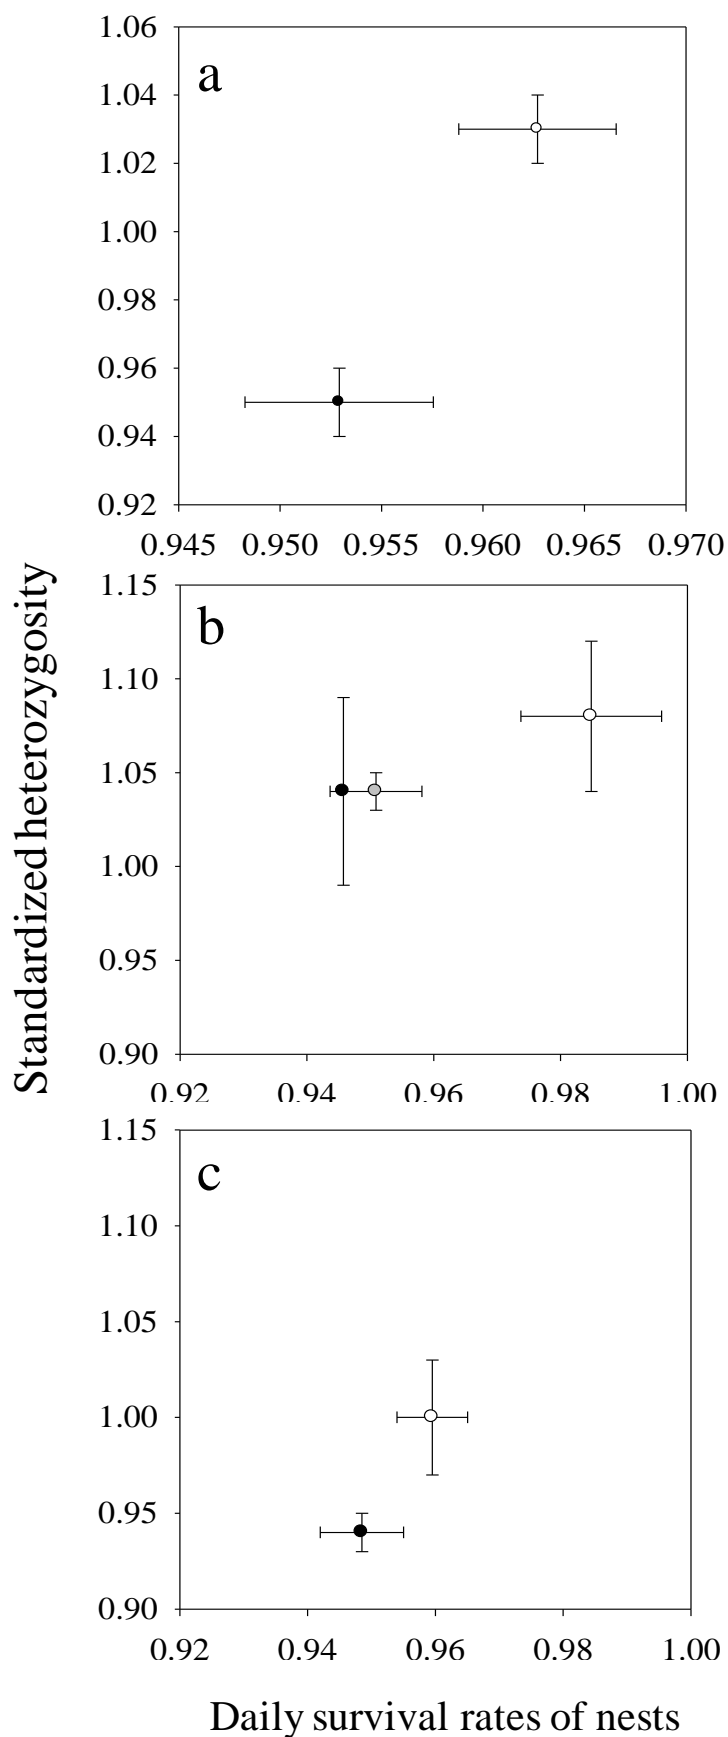 1.06
a
1.04
1.02
1.00
0.98
0.96
0.94
0.92
0.945 0.950 0.955 0.960 0.965 0.970
Standardized heterozygosity
1.15
b
1.10
1.05
1.00
0.95
0.90
0.92 0.94 0.96 0.98 1.00
1.15
c
1.10
1.05
1.00
0.95
0.90
0.92 0.94 0.96 0.98 1.00
Daily survival rates of nests